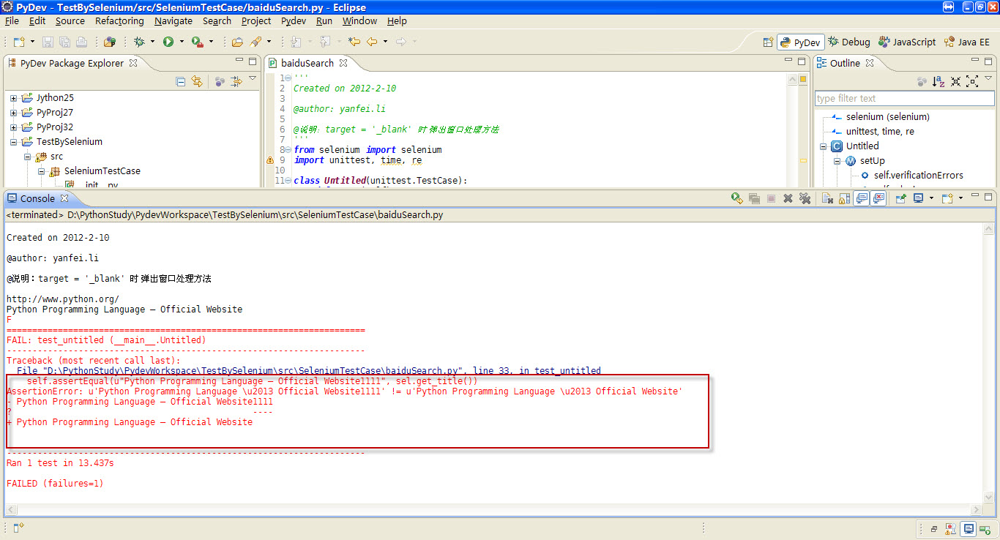 PyDev - TestBySelenium/src/SeleniumTestCase/baiduSearch.py - Eclipse
File Edit Source Refactoring Navigate Search Project Pydev Run Window Help
PyDev Debug JavaScript Java EE
PyDev Package Explorer
Jython25
PyProj27
PyProj32
TestBySelenium
src
SeleniumTestCase
__init__.py
baiduSearch
1 '''
2 Created on 2012-2-10
3
4 @author: yanfei.li
5
6 @说明：target = '_blank' 时 弹出窗口处理方法
7 '''
8 from selenium import selenium
9 import unittest, time, re
10
11 class Untitled(unittest.TestCase):
Outline
type filter text
selenium (selenium)
unittest, time, re
Untitled
setUp
self.verificationErrors
Console
<terminated> D:\PythonStudy\PydevWorkspace\TestBySelenium\src\SeleniumTestCase\baiduSearch.py
Created on 2012-2-10
@author: yanfei.li
@说明：target = '_blank' 时 弹出窗口处理方法
http://www.python.org/
Python Programming Language – Official Website
F
======================================================================
FAIL: test_untitled (__main__.Untitled)
----------------------------------------------------------------------
Traceback (most recent call last):
File "D:\PythonStudy\PydevWorkspace\TestBySelenium\src\SeleniumTestCase\baiduSearch.py", line 33, in test_untitled
self.assertEqual(u"Python Programming Language – Official Website1111", sel.get_title())
AssertionError: u'Python Programming Language \u2013 Official Website1111' != u'Python Programming Language \u2013 Official Website'
- Python Programming Language – Official Website1111
? ----
+ Python Programming Language – Official Website
----------------------------------------------------------------------
Ran 1 test in 13.437s
FAILED (failures=1)